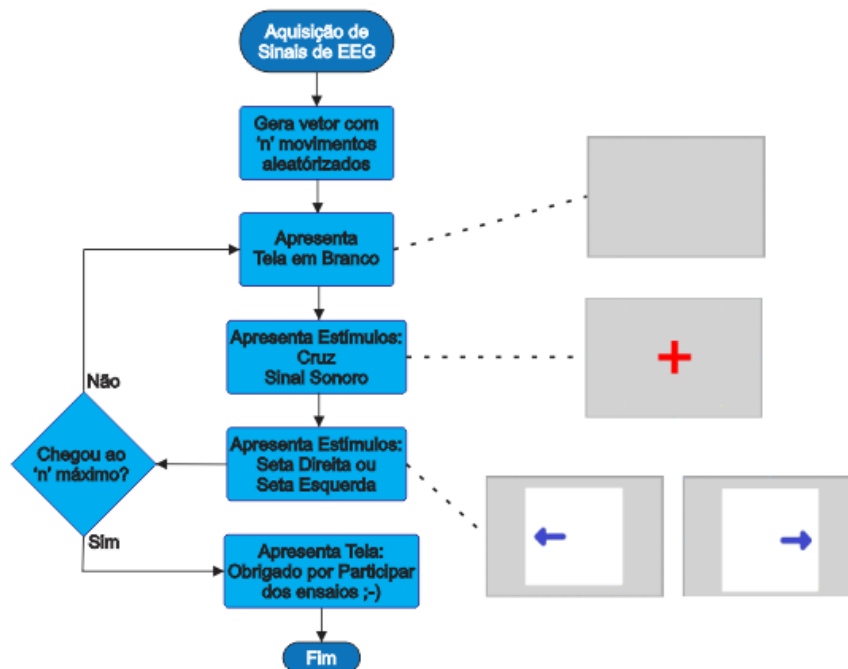 Aquisição de
Sinais de EEG
Gera vetor com
'n' movimentos
aleatórizados
Apresenta
Tela em Branco
Apresenta Estímulos:
Cruz
Sinal Sonoro
Não
Chegou ao
'n' máximo?
Apresenta Estímulos:
Seta Direita ou
Seta Esquerda
Sim
Apresenta Tela:
Obrigado por Participar
dos ensaios ;-)
Fim